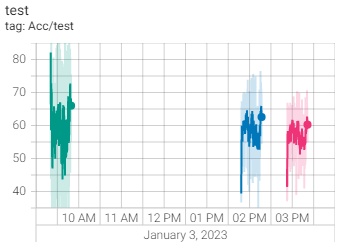 test
tag: Acc/test
80
70
60
50
40
10 AM 11 AM 12 PM 01 PM 02 PM 03 PM
January 3, 2023